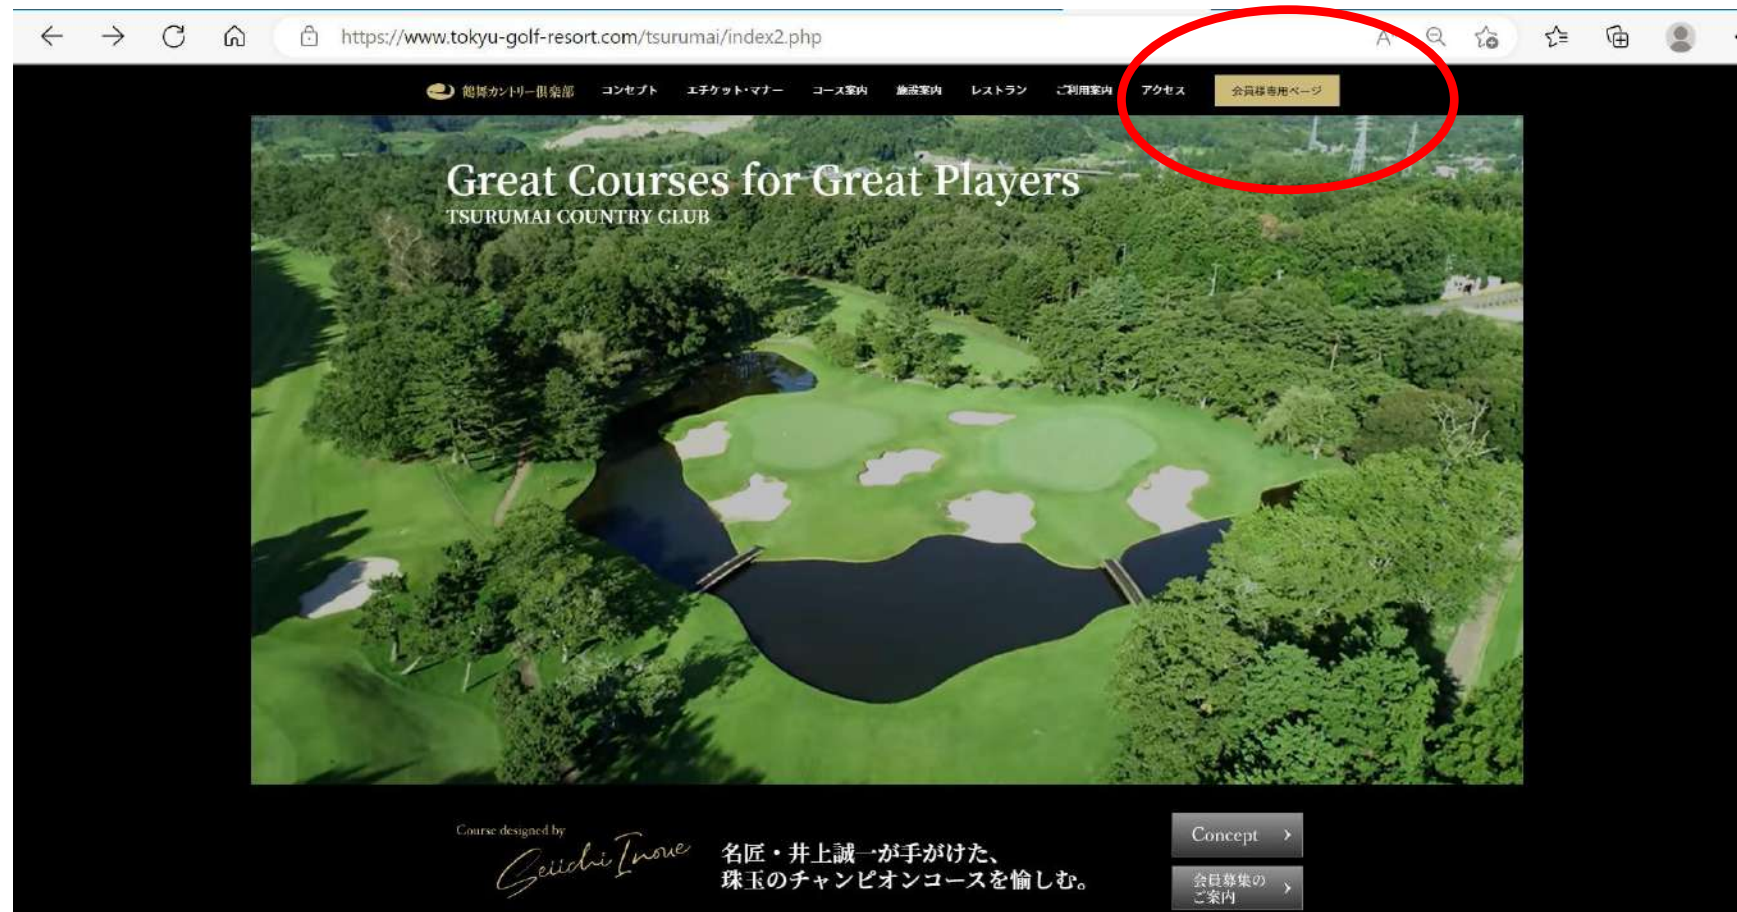 https://www.tokyu-golf-resort.com/tsurumai/index2.php
鶴舞カントリー倶楽部 コンセプト エチケット・マナー コース案内 施設案内 レストラン ご利用案内 アクセス 会員様専用ページ
Great Courses for Great Players
TSURUMAI COUNTRY CLUB
Course designed by
Seiichi Inoue
名匠・井上誠一が手がけた、
珠玉のチャンピオンコースを愉しむ。
Concept
会員募集の
ご案内